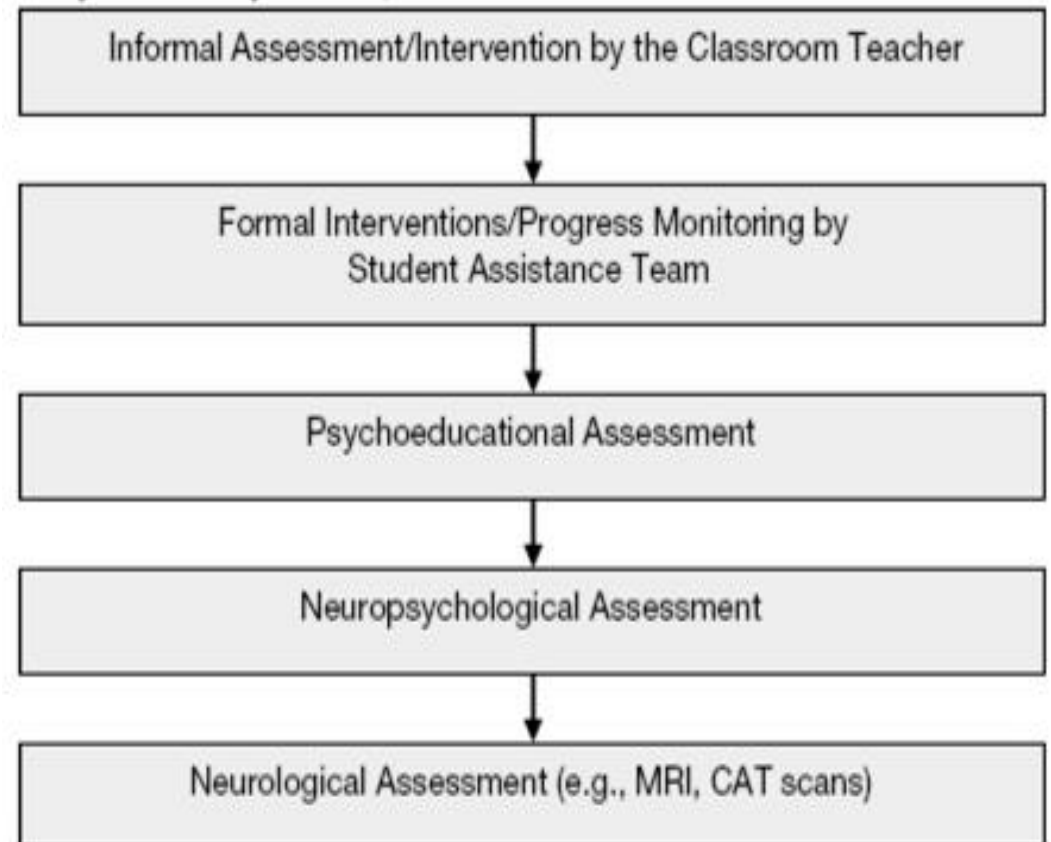 Informal Assessment/Intervention by the Classroom Teacher
Formal Interventions/Progress Monitoring by
Student Assistance Team
Psychoeducational Assessment
Neuropsychological Assessment
Neurological Assessment (e.g., MRI, CAT scans)